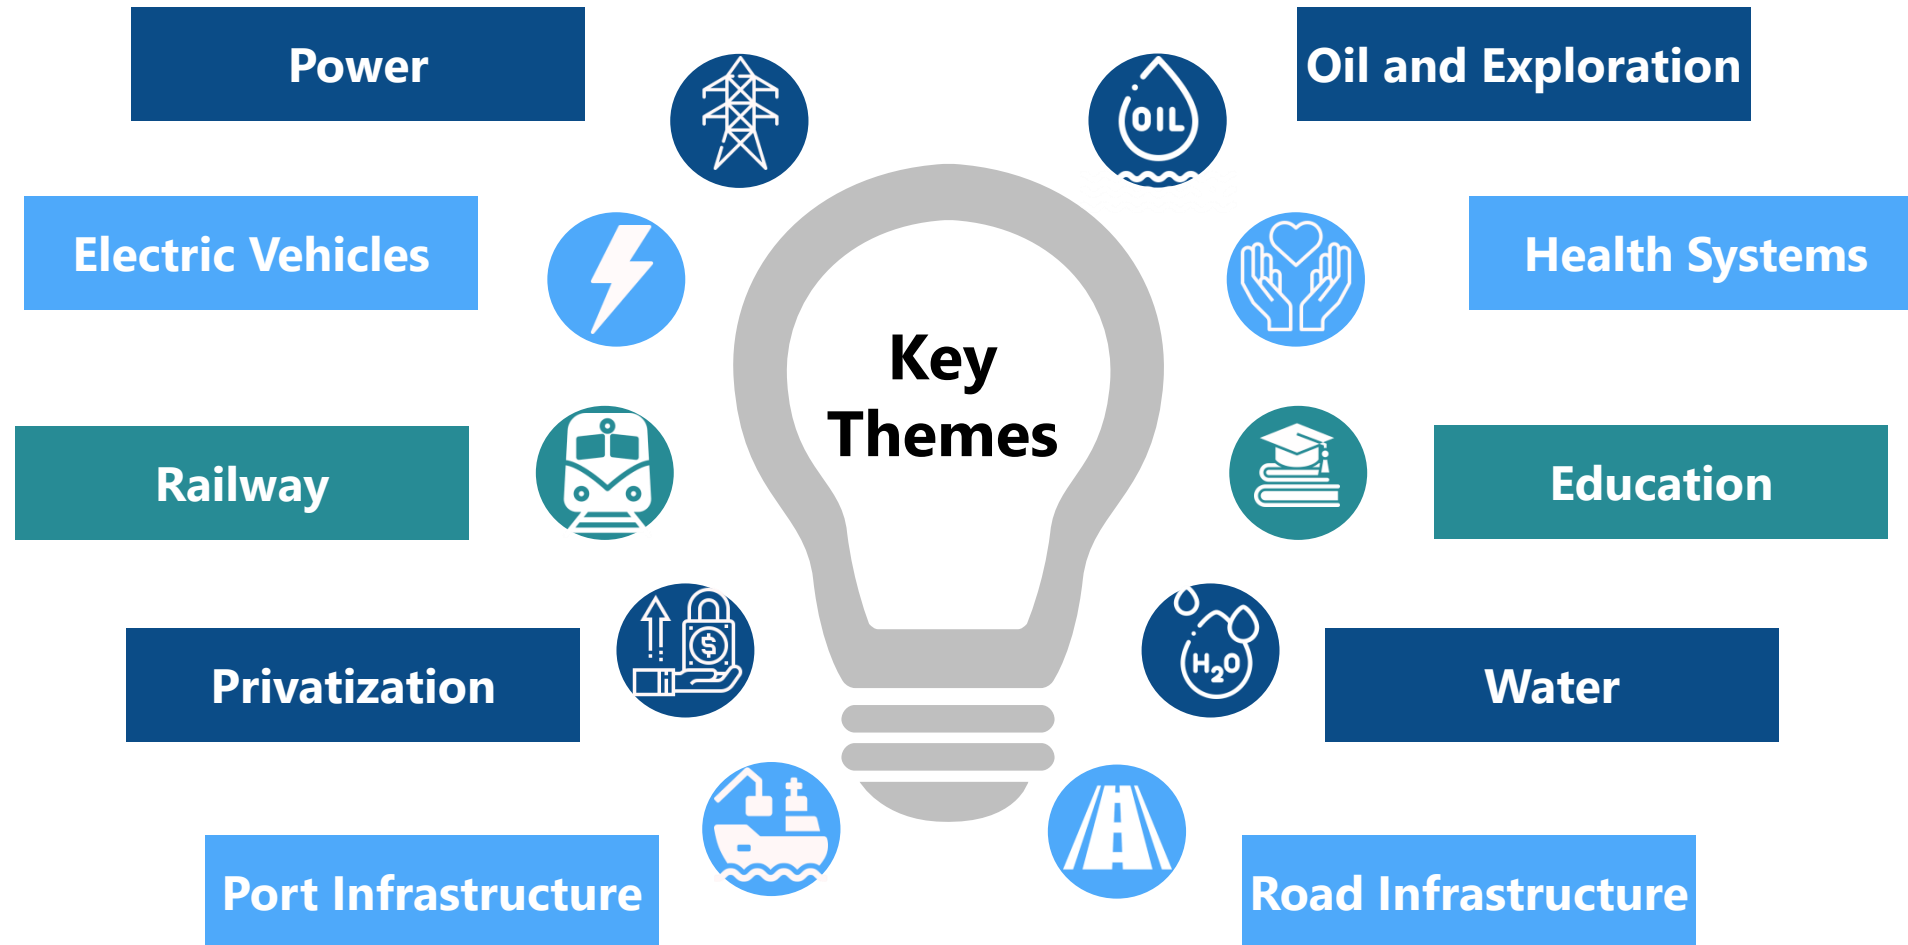 Power
Oil and Exploration
OIL
Electric Vehicles
Health Systems
Key
Themes
Railway
Education
$
H2O
Privatization
Water
Port Infrastructure
Road Infrastructure